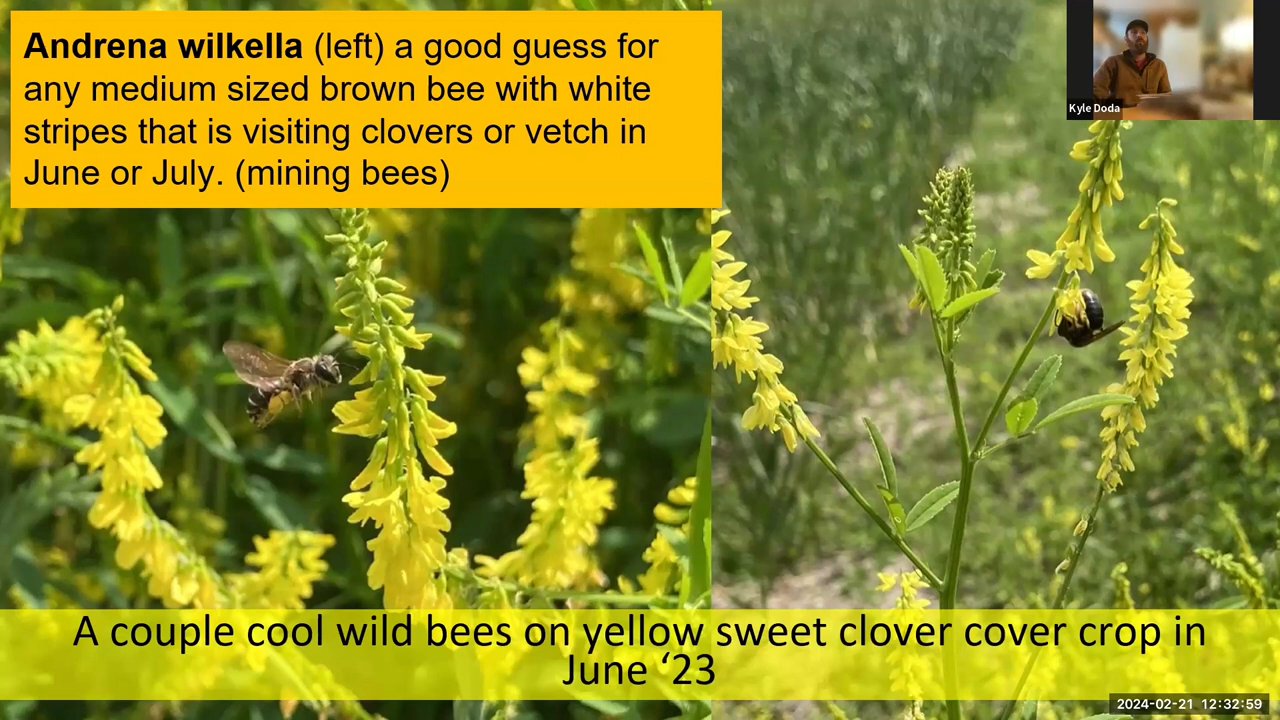 Andrena wilkella (left) a good guess for
any medium sized brown bee with white
stripes that is visiting clovers or vetch in
June or July. (mining bees)
Kyle Doda
A couple cool wild bees on yellow sweet clover cover crop in
June ‘23
2024-02-21 12:32:59